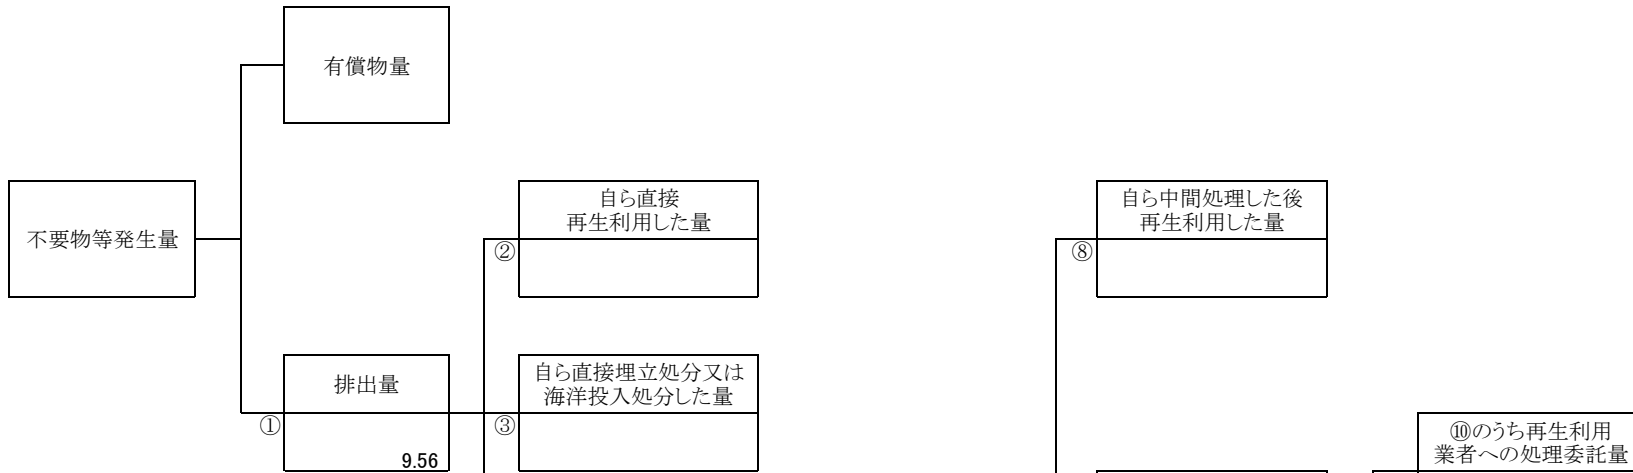 有償物量
不要物等発生量
自ら直接
再生利用した量
②
自ら中間処理した後
再生利用した量
⑧
排出量
①
9.56
自ら直接埋立処分又は
海洋投入処分した量
③
⑩のうち再生利用
業者への処理委託量